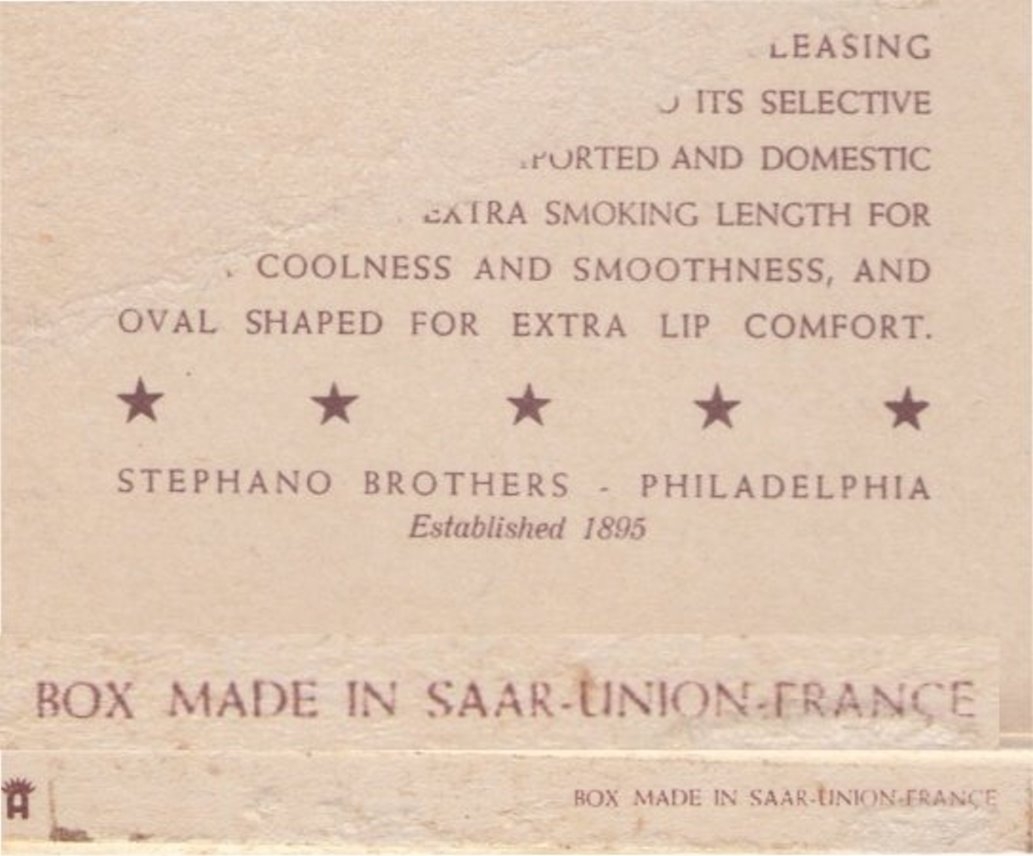 ITS SELECTIVE
AND DOMESTIC
SMOKING LENGTH FOR
COOLNESS AND SMOOTHNESS, AND
OVAL SHAPED FOR EXTRA LIP COMFORT.
STEPHANO BROTHERS - PHILADELPHIA
Established 1895
BOX MADE IN SAAR-UNION-FRANCE
A
BOX MADE IN SAAR-UNION-FRANCE